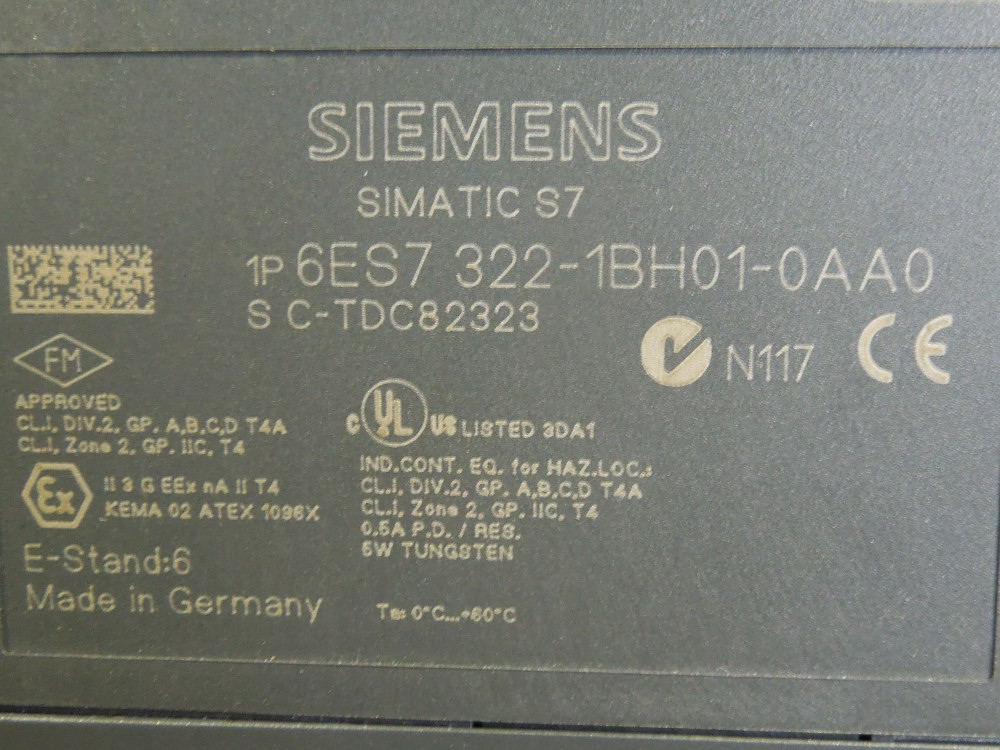 SIEMENS
SIMATIC S7
1P 6ES7 322-1BH01-0AA0
S C-TDC82323
FM
N117 CE
APPROVED
CL.I, DIV.2, GP. A,B,C,D T4A
CL.I, Zone 2, GP. IIC, T4
c UL US LISTED 3DA1
IND.CONT. EQ. for HAZ.LOC.:
CL.I, DIV.2, GP. A,B,C,D T4A
CL.I, Zone 2, GP. IIC, T4
0.5A P.D. / RES.
5W TUNGSTEN
Ex II 3 G EEx nA II T4
KEMA 02 ATEX 1096X
E-Stand:6
Made in Germany
Ta: 0°C...+60°C